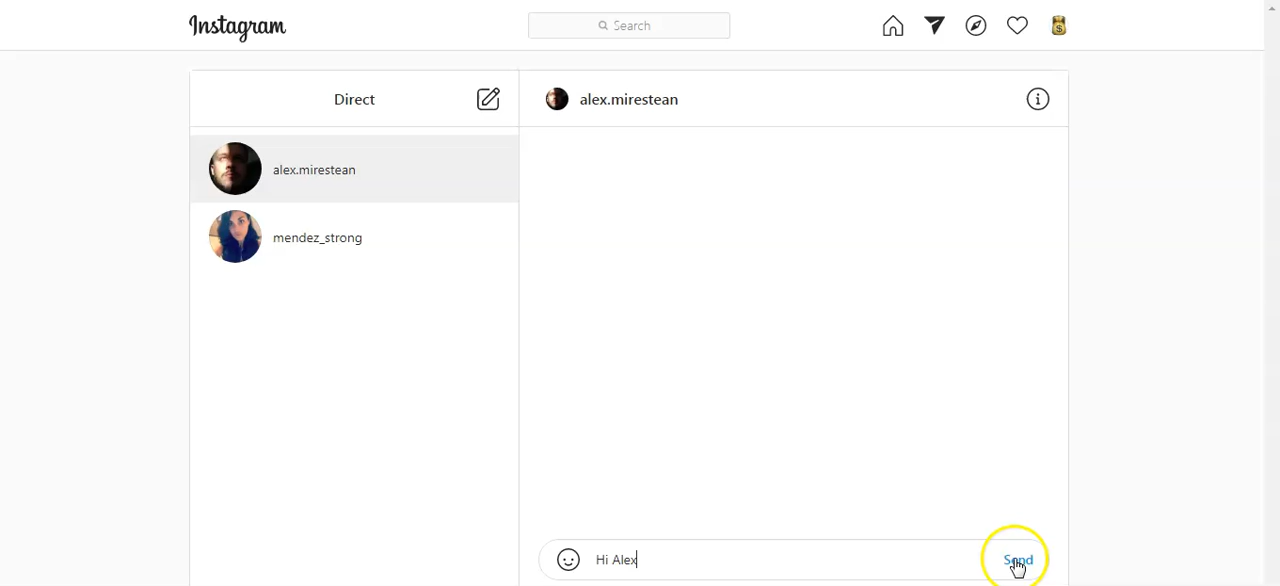 Instagram
Search
Direct
alex.mirestean
alex.mirestean
mendez_strong
Hi Alex
Send